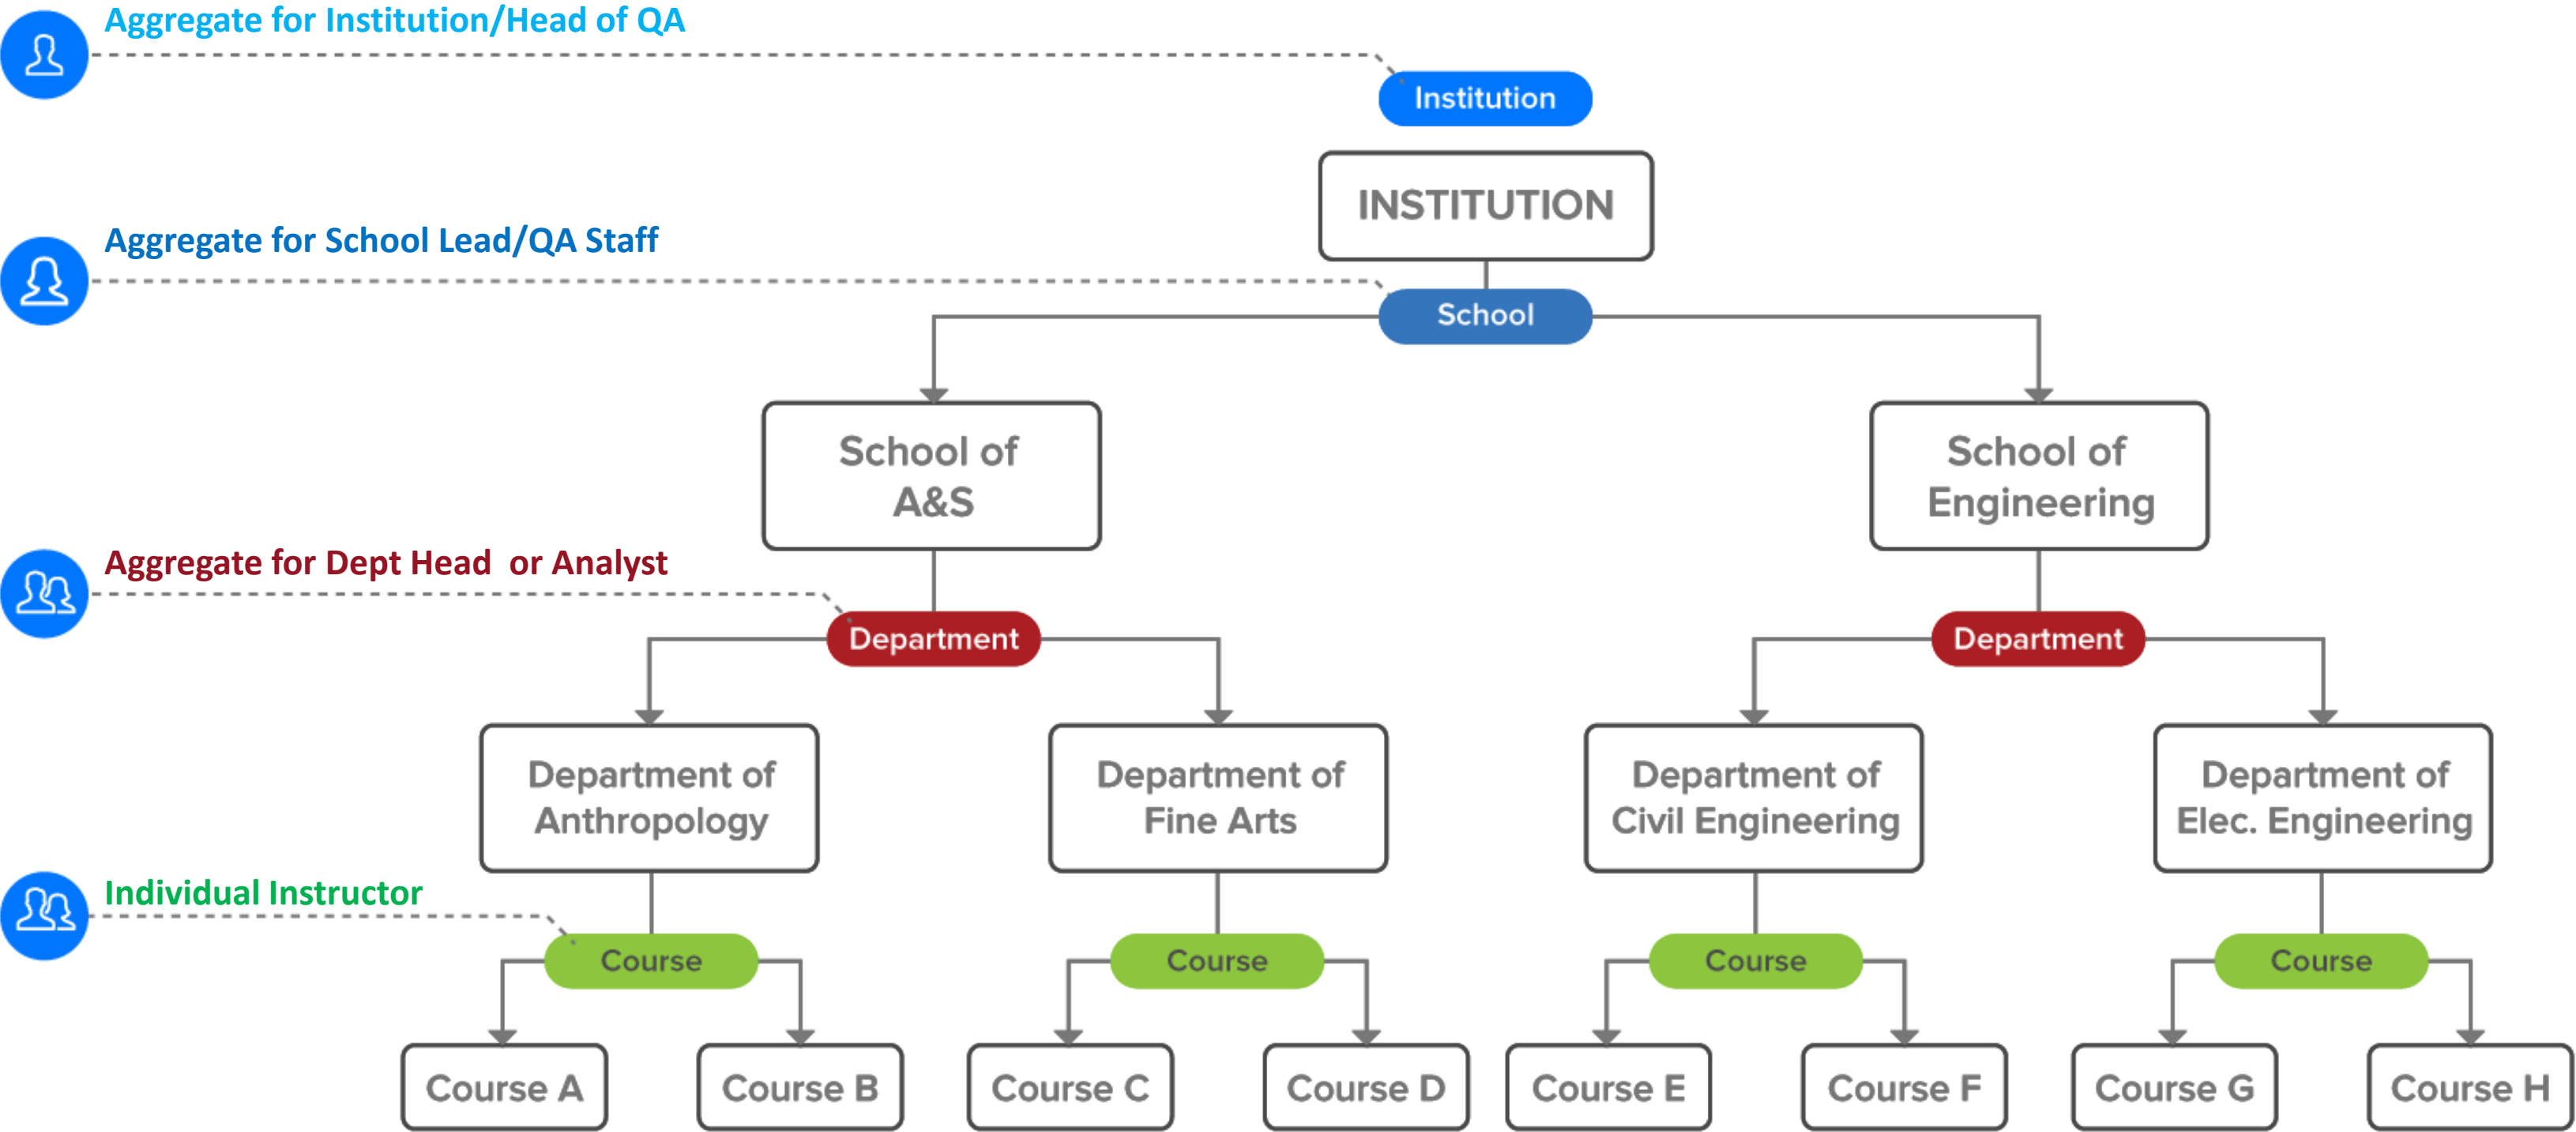 Aggregate for Institution/Head of QA
Institution
INSTITUTION
Aggregate for School Lead/QA Staff
School
School of
A&S
School of
Engineering
Aggregate for Dept Head  or Analyst
Department
Department
Department of
Anthropology
Department of
Fine Arts
Department of
Civil Engineering
Department of
Elec. Engineering
Individual Instructor
Course
Course
Course
Course
Course A
Course B
Course C
Course D
Course E
Course F
Course G
Course H